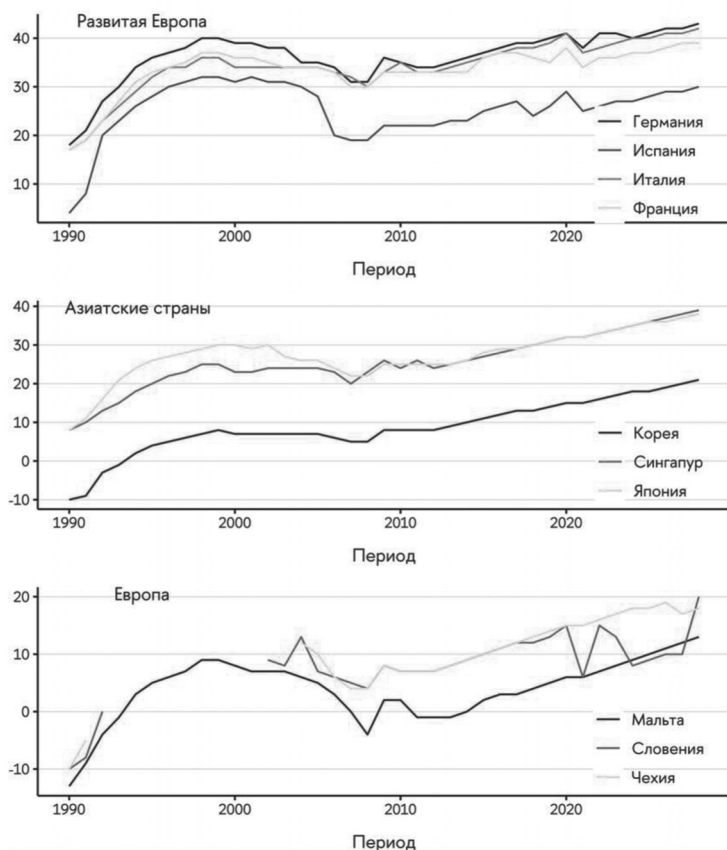 Развитая Европа
40
30
20
10
Германия
Испания
Италия
Франция
1990 2000 2010 2020
Период
Азиатские страны
40
30
20
10
0
-10
Корея
Сингапур
Япония
1990 2000 2010 2020
Период
Европа
20
10
0
-10
Мальта
Словения
Чехия
1990 2000 2010 2020
Период